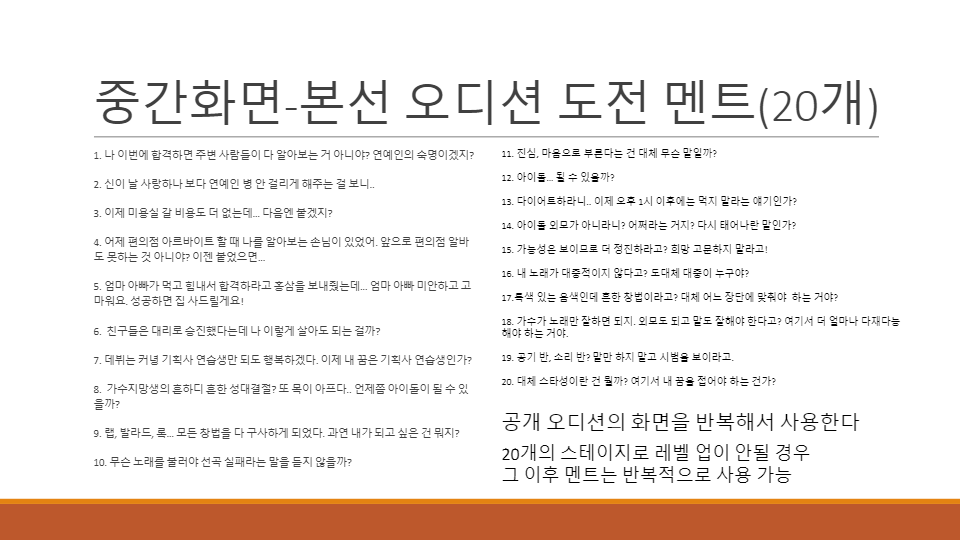 중간화면-본선 오디션 도전 멘트(20개)
1. 나 이번에 합격하면 주변 사람들이 다 알아보는 거 아니야? 연예인의 숙명이겠지?
2. 신이 날 사랑하나 보다 연예인 병 안 걸리게 해주는 걸 보니..
3. 이제 미용실 갈 비용도 더 없는데... 다음엔 붙겠지?
4. 어제 편의점 아르바이트 할 때 나를 알아보는 손님이 있었어. 앞으로 편의점 알바
도 못하는 것 아니야? 이젠 붙었으면...
5. 엄마 아빠가 먹고 힘내서 합격하라고 홍삼을 보내줬는데... 엄마 아빠 미안하고 고
마워요. 성공하면 집 사드릴게요!
6. 친구들은 대리로 승진했다는데 나 이렇게 살아도 되는 걸까?
7. 데뷔는 커녕 기획사 연습생만 되도 행복하겠다. 이제 내 꿈은 기획사 연습생인가?
8. 가수지망생의 흔하디 흔한 성대결절? 또 목이 아프다.. 언제쯤 아이돌이 될 수 있
을까?
9. 랩, 발라드, 록... 모든 창법을 다 구사하게 되었다. 과연 내가 되고 싶은 건 뭐지?
10. 무슨 노래를 불러야 선곡 실패라는 말을 듣지 않을까?
11. 진심, 마음으로 부른다는 건 대체 무슨 말일까?
12. 아이돌... 될 수 있을까?
13. 다이어트하라니.. 이제 오후 1시 이후에는 먹지 말라는 얘기인가?
14. 아이돌 외모가 아니라니? 어쩌라는 거지? 다시 태어나란 말인가?
15. 가능성은 보이므로 더 정진하라고? 희망 고문하지 말라고!
16. 내 노래가 대중적이지 않다고? 도대체 대중이 누구야?
17.특색 있는 음색인데 흔한 창법이라고? 대체 어느 장단에 맞춰야 하는 거야?
18. 가수가 노래만 잘하면 되지. 외모도 되고 말도 잘해야 한다고? 여기서 더 얼마나 다재다능
해야 하는 거야.
19. 공기 반, 소리 반? 말만 하지 말고 시범을 보이라고.
20. 대체 스타성이란 건 뭘까? 여기서 내 꿈을 접어야 하는 건가?
공개 오디션의 화면을 반복해서 사용한다
20개의 스테이지로 레벨 업이 안될 경우
그 이후 멘트는 반복적으로 사용 가능